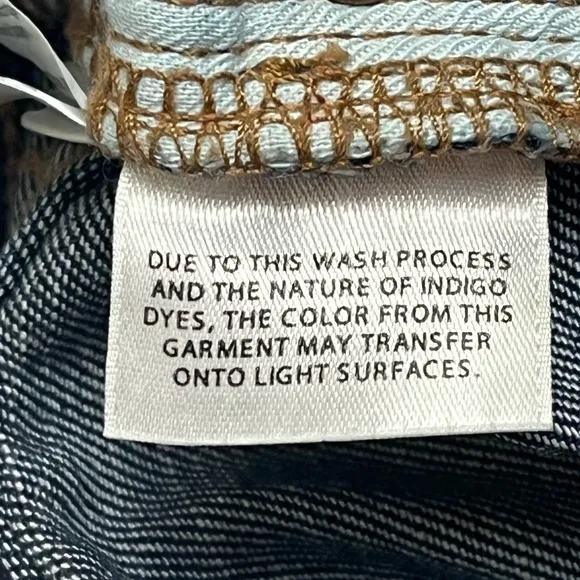 DUE TO THIS WASH PROCESS
AND THE NATURE OF INDIGO
DYES, THE COLOR FROM THIS
GARMENT MAY TRANSFER
ONTO LIGHT SURFACES.